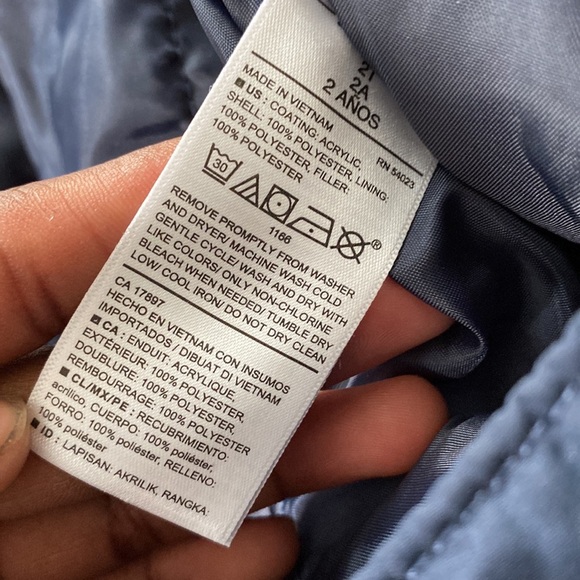 2T
2A
2 AÑOS
RN 54023
MADE IN VIETNAM
■ US : COATING: ACRYLIC,
SHELL: 100% POLYESTER, LINING:
100% POLYESTER, FILLER:
100% POLYESTER
30
®
1166
REMOVE PROMPTLY FROM WASHER
AND DRYER/ MACHINE WASH COLD
GENTLE CYCLE/ WASH AND DRY WITH
LIKE COLORS/ ONLY NON-CHLORINE
BLEACH WHEN NEEDED/ TUMBLE DRY
LOW/ COOL IRON/ DO NOT DRY CLEAN
CA 17897
HECHO EN VIETNAM CON INSUMOS
IMPORTADOS/ DIBUAT DI VIETNAM
■ CA : ENDUIT: ACRYLIQUE,
EXTÉRIEUR: 100% POLYESTER,
DOUBLURE: 100% POLYESTER,
REMBOURRAGE: 100% POLYESTER
■ CL/MX/PE : RECUBRIMIENTO:
acrílico, CUERPO: 100% poliéster,
FORRO: 100% poliéster, RELLENO:
100% poliéster
■ ID : LAPISAN: AKRILIK, RANGKA: